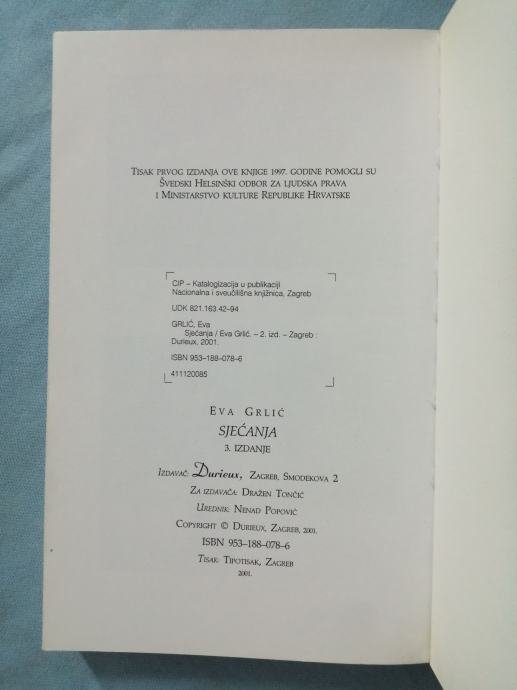 TISAK PRVOG IZDANJA OVE KNJIGE 1997. GODINE POMOGLI SU
ŠVEDSKI HELSINŠKI ODBOR ZA LJUDSKA PRAVA
I MINISTARSTVO KULTURE REPUBLIKE HRVATSKE
CIP – Katalogizacija u publikaciji
Nacionalna i sveučilišna knjižnica, Zagreb
UDK 821.163.42–94
GRLIĆ, Eva
Sjećanja / Eva Grlić. – 2. izd. – Zagreb :
Durieux, 2001.
ISBN 953–188–078–6
411120085
EVA GRLIĆ
SJEĆANJA
3. IZDANJE
IZDAVAČ: Durieux, ZAGREB, SMODEKOVA 2
ZA IZDAVAČA: DRAŽEN TONČIĆ
UREDNIK: NENAD POPOVIĆ
COPYRIGHT © DURIEUX, ZAGREB, 2001.
ISBN 953–188–078–6
TISAK: TIPOTISAK, ZAGREB
2001.